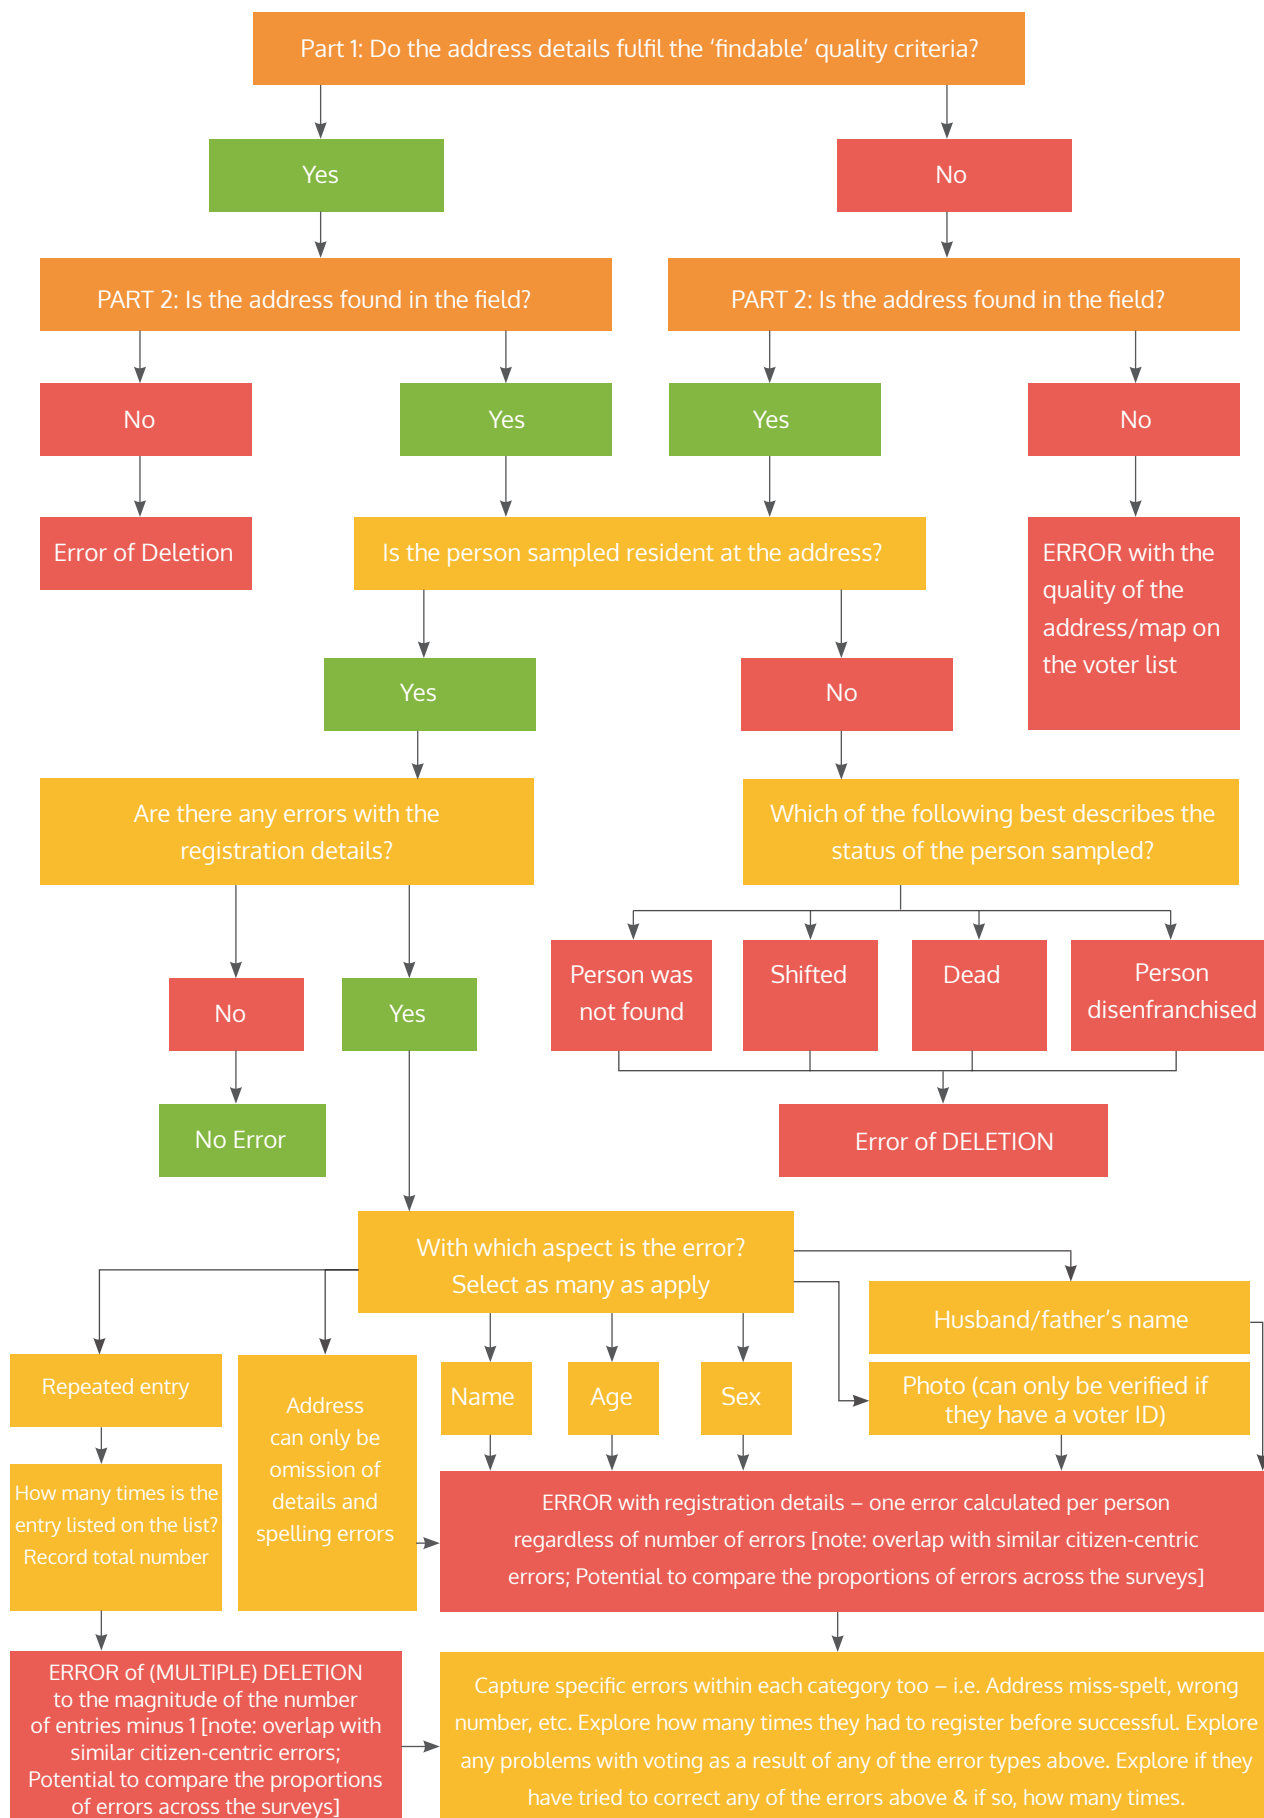 Part 1: Do the address details fulfil the ‘findable’ quality criteria?
Yes
No
PART 2: Is the address found in the field?
PART 2: Is the address found in the field?
No
Yes
Yes
No
Error of Deletion
Is the person sampled resident at the address?
ERROR with the
quality of the
address/map on
the voter list
Yes
No
Are there any errors with the
registration details?
Which of the following best describes the
status of the person sampled?
Person was
not found
Shifted
Dead
Person
disenfranchised
No
Yes
No Error
Error of DELETION
With which aspect is the error?
Select as many as apply
Husband/father’s name
Repeated entry
Address
can only be
omission of
details and
spelling errors
Name
Age
Sex
Photo (can only be verified if
they have a voter ID)
How many times is the
entry listed on the list?
Record total number
ERROR with registration details – one error calculated per person
regardless of number of errors [note: overlap with similar citizen-centric
errors; Potential to compare the proportions of errors across the surveys]
ERROR of (MULTIPLE) DELETION
to the magnitude of the number
of entries minus 1 [note: overlap with
similar citizen-centric errors;
Potential to compare the proportions
of errors across the surveys]
Capture specific errors within each category too – i.e. Address miss-spelt, wrong
number, etc. Explore how many times they had to register before successful. Explore
any problems with voting as a result of any of the error types above. Explore if they
have tried to correct any of the errors above & if so, how many times.